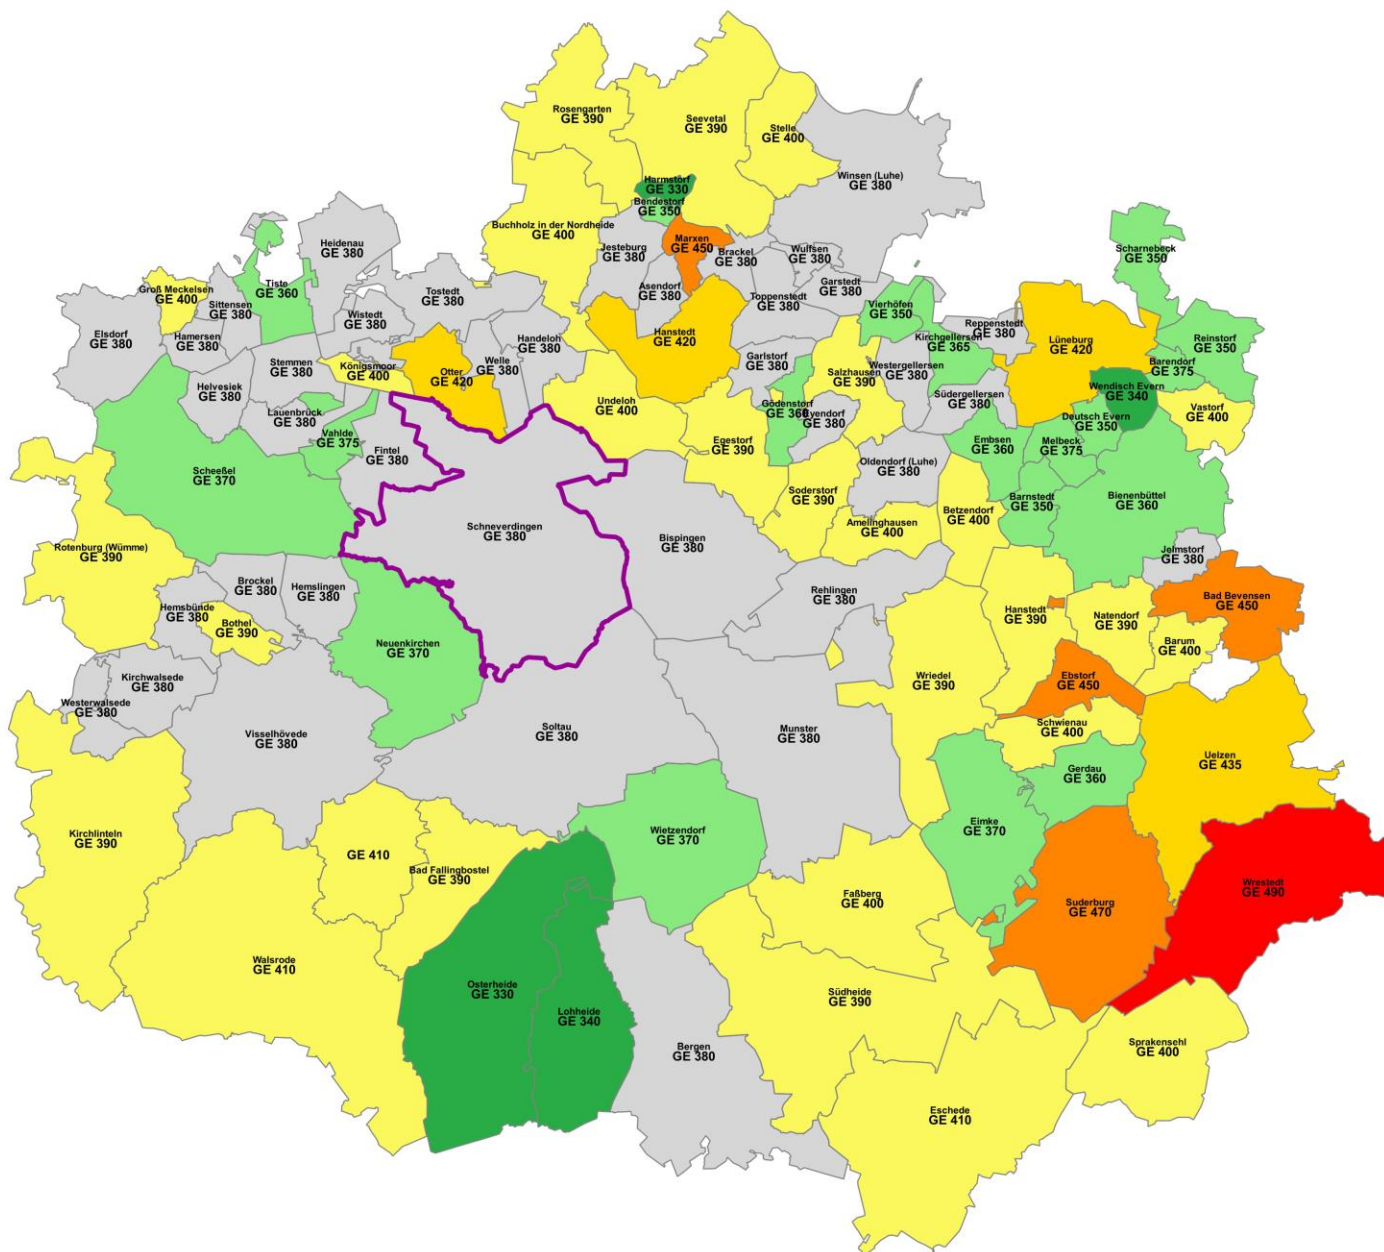 Rosengarten
GE 390
Seevetal
GE 390
Stelle
GE 400
Winsen (Luhe)
GE 380
Harmstorf
GE 330
Bendestorf
GE 350
Buchholz in der Nordheide
GE 400
Marxen
GE 450
Jesteburg
GE 380
Brackel
GE 380
Wulfsen
GE 380
Scharnebeck
GE 350
Heidenau
GE 380
Asendorf
GE 380
Garstedt
GE 380
Toppenstedt
GE 380
Tiste
GE 360
Groß Meckelsen
GE 400
Sittensen
GE 380
Tostedt
GE 380
Vierhöfen
GE 350
Wistedt
GE 380
Reppenstedt
GE 380
Kirchgellersen
GE 365
Lüneburg
GE 420
Reinstorf
GE 350
Elsdorf
GE 380
Hamersen
GE 380
Handeloh
GE 380
Hanstedt
GE 420
Barendorf
GE 375
Stemmen
GE 380
Königsmoor
GE 400
Otter
GE 420
Welle
GE 380
Garlstorf
GE 380
Salzhausen
GE 390
Westergellersen
GE 380
Wendisch Evern
GE 340
Helvesiek
GE 380
Südergellersen
GE 380
Vastorf
GE 400
Lauenbrück
GE 380
Undeloh
GE 400
Gödenstorf
GE 360
Eyendorf
GE 380
Deutsch Evern
GE 350
Vahlde
GE 375
Egestorf
GE 390
Embsen
GE 360
Melbeck
GE 375
Fintel
GE 380
Scheeßel
GE 370
Oldendorf (Luhe)
GE 380
Soderstorf
GE 390
Barnstedt
GE 350
Bienenbüttel
GE 360
Betzendorf
GE 400
Amelinghausen
GE 400
Schneverdingen
GE 380
Bispingen
GE 380
Rotenburg (Wümme)
GE 390
Jelmstorf
GE 380
Brockel
GE 380
Hemslingen
GE 380
Rehlingen
GE 380
Hanstedt
GE 390
Natendorf
GE 390
Bad Bevensen
GE 450
Hemsbünde
GE 380
Bothel
GE 390
Neuenkirchen
GE 370
Barum
GE 400
Kirchwalsede
GE 380
Wriedel
GE 390
Ebstorf
GE 450
Westerwalsede
GE 380
Visselhövede
GE 380
Soltau
GE 380
Munster
GE 380
Schwienau
GE 400
Uelzen
GE 435
Gerdau
GE 360
Kirchlinteln
GE 390
Wietzendorf
GE 370
Eimke
GE 370
GE 410
Bad Fallingbostel
GE 390
Faßberg
GE 400
Suderburg
GE 470
Wrestedt
GE 490
Walsrode
GE 410
Osterheide
GE 330
Lohheide
GE 340
Südheide
GE 390
Bergen
GE 380
Sprakensehl
GE 400
Eschede
GE 410